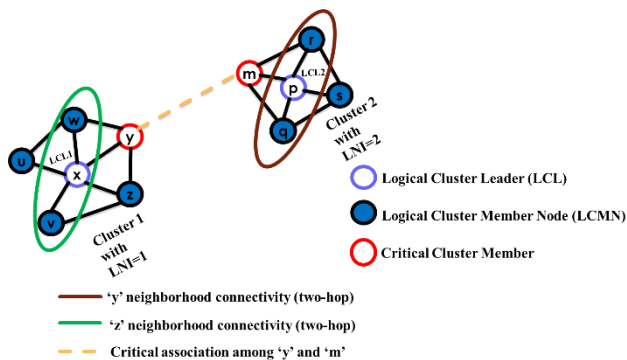 r
m
LCL2
p
s
q
Cluster 2
with
LNI=2
w
y
LCL1
u
x
v
z
Cluster 1
with
LNI=1
Logical Cluster Leader (LCL)
Logical Cluster Member Node (LCMN)
Critical Cluster Member
‘y’ neighborhood connectivity (two-hop)
‘z’ neighborhood connectivity (two-hop)
Critical association among ‘y’ and ‘m’